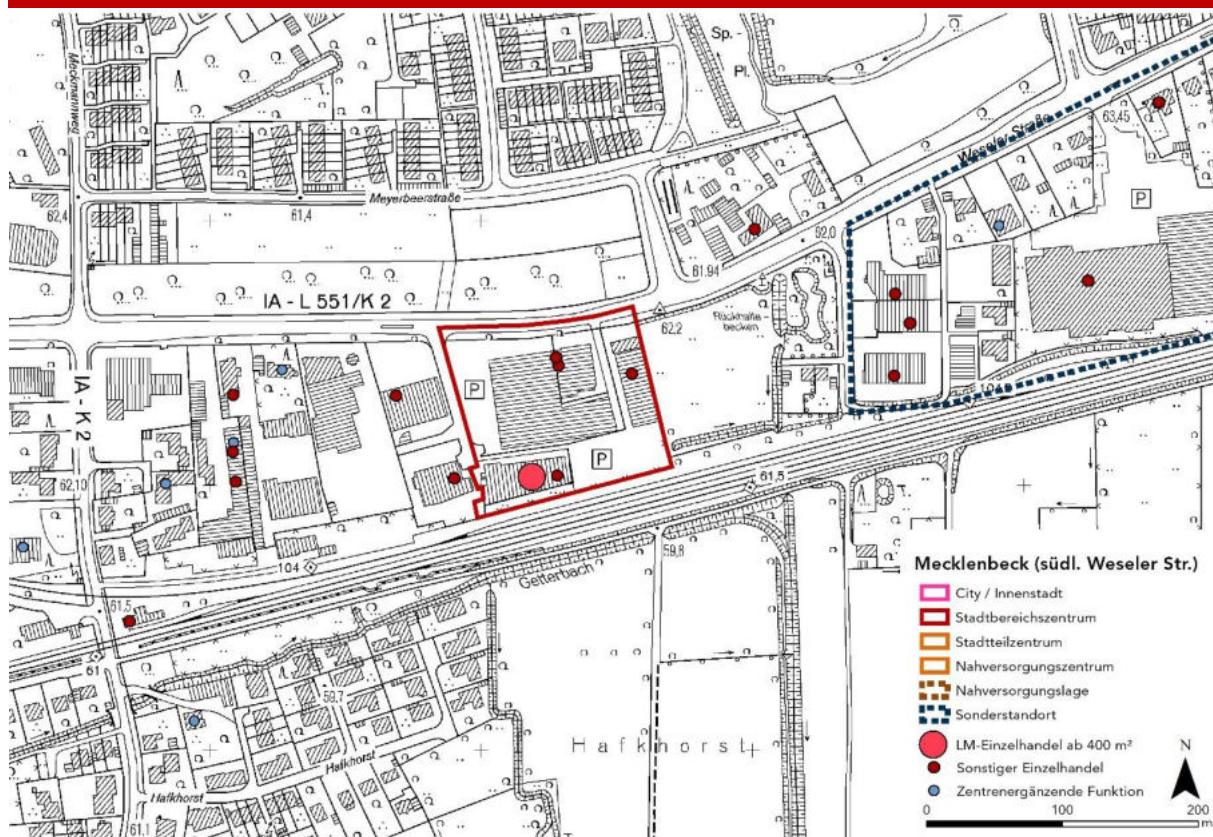 Sp.-
Pl.
Meckmannweg
63,45
Weseler Straße
P
62,4
61,4
Meyerbeerstraße
62,0
61.94
IA - L 551/K 2
62.2
Rückhalte-
becken
P
IA - K 2
104
62,10
P
61,5
104
59,8
Getterbach
61,5
61
59,7
Hafkhorst
Hafkhorst
Hafkhorst
61.1
Mecklenbeck (südl. Weseler Str.)
City / Innenstadt
Stadtbereichszentrum
Stadtteilzentrum
Nahversorgungszentrum
Nahversorgungslage
Sonderstandort
LM-Einzelhandel ab 400 m²
Sonstiger Einzelhandel
Zentrenergänzende Funktion
N
0 100 200
m